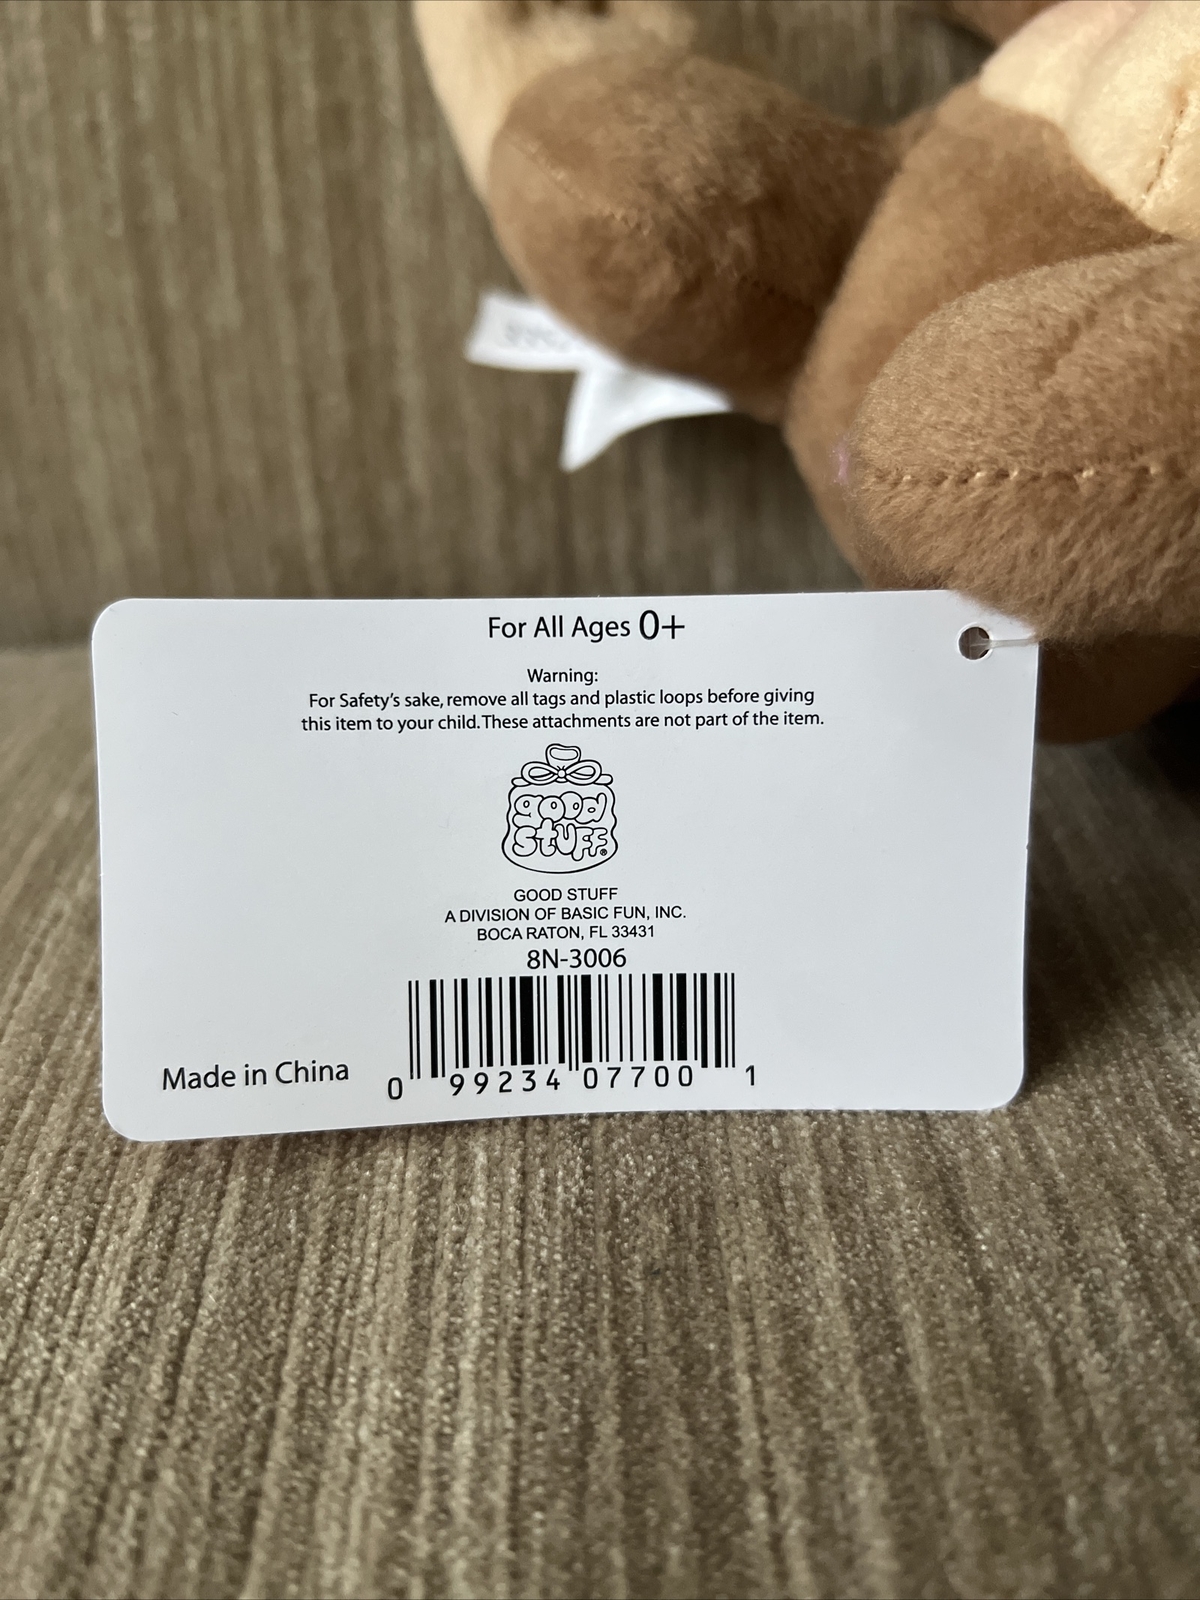 For All Ages 0+
Warning:
For Safety's sake, remove all tags and plastic loops before giving
this item to your child. These attachments are not part of the item.
good
stuff®
GOOD STUFF
A DIVISION OF BASIC FUN, INC.
BOCA RATON, FL 33431
8N-3006
Made in China
0 99234 07700 1